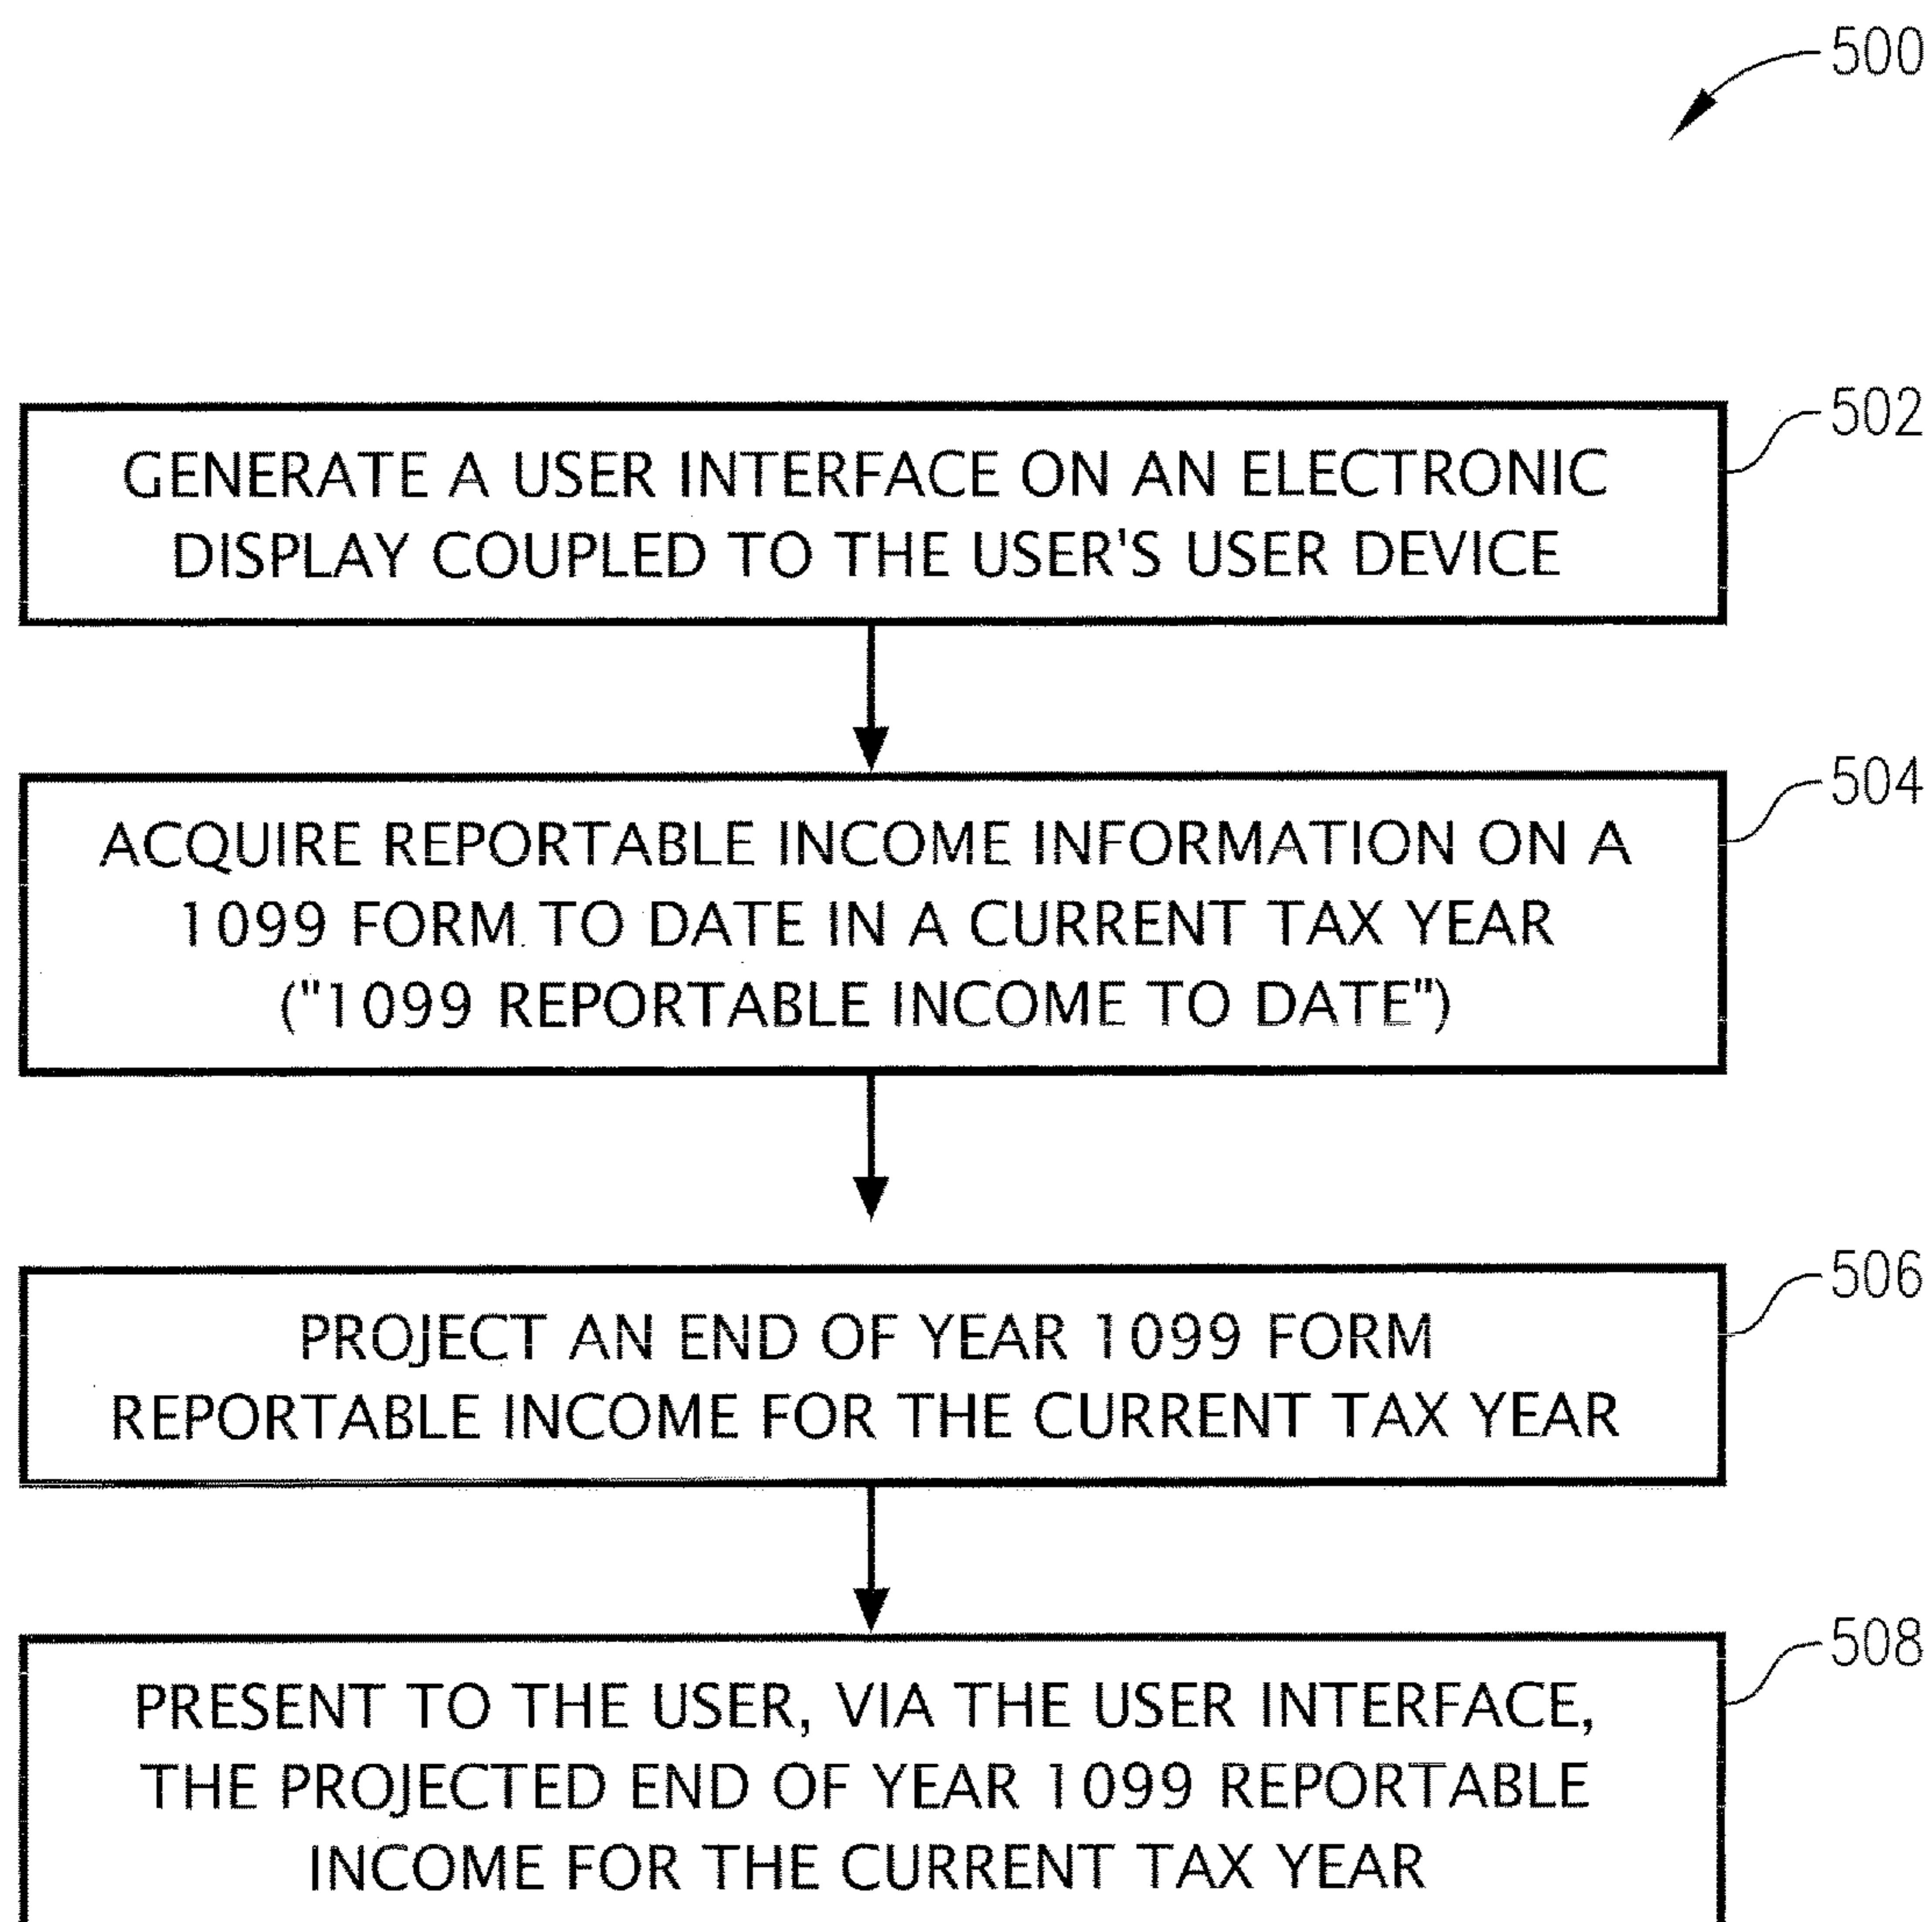 500
502
GENERATE A USER INTERFACE ON AN ELECTRONIC
DISPLAY COUPLED TO THE USER'S USER DEVICE
504
ACQUIRE REPORTABLE INCOME INFORMATION ON A
1099 FORM TO DATE IN A CURRENT TAX YEAR
("1099 REPORTABLE INCOME TO DATE")
506
PROJECT AN END OF YEAR 1099 FORM
REPORTABLE INCOME FOR THE CURRENT TAX YEAR
508
PRESENT TO THE USER, VIA THE USER INTERFACE,
THE PROJECTED END OF YEAR 1099 REPORTABLE
INCOME FOR THE CURRENT TAX YEAR